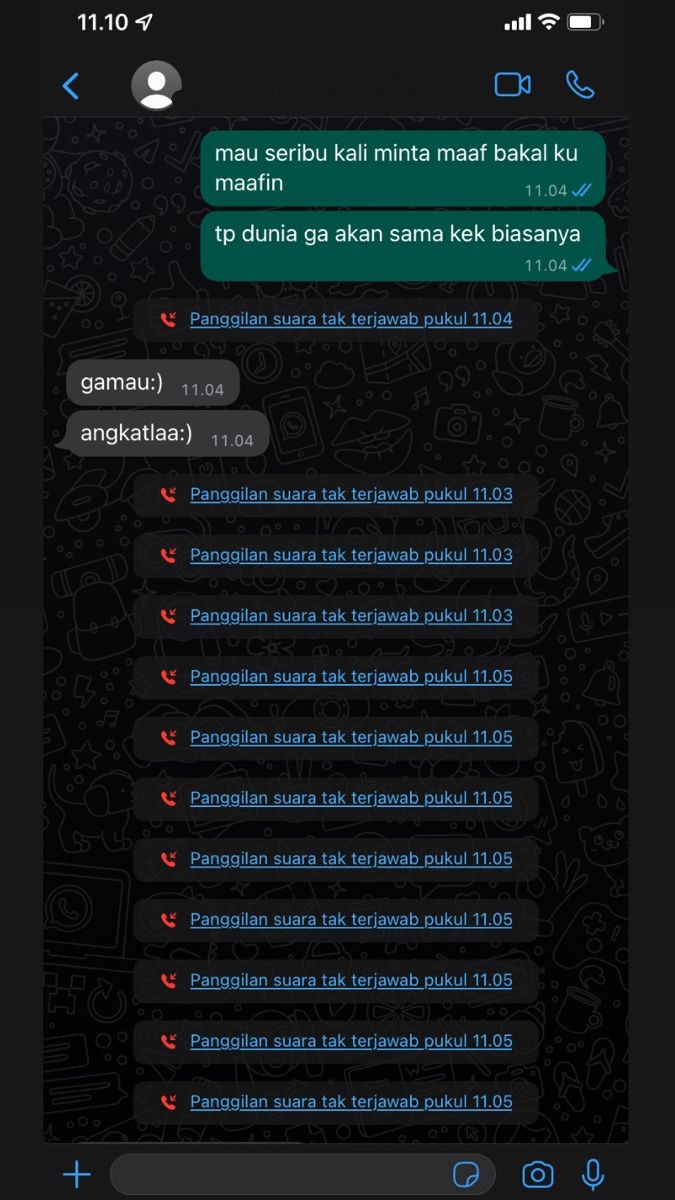 11.10
mau seribu kali minta maaf bakal ku
maafin
11.04
tp dunia ga akan sama kek biasanya
11.04
Panggilan suara tak terjawab pukul 11.04
gamau:) 11.04
angkatlaa:) 11.04
Panggilan suara tak terjawab pukul 11.03
Panggilan suara tak terjawab pukul 11.03
Panggilan suara tak terjawab pukul 11.03
Panggilan suara tak terjawab pukul 11.05
Panggilan suara tak terjawab pukul 11.05
Panggilan suara tak terjawab pukul 11.05
Panggilan suara tak terjawab pukul 11.05
Panggilan suara tak terjawab pukul 11.05
Panggilan suara tak terjawab pukul 11.05
Panggilan suara tak terjawab pukul 11.05
Panggilan suara tak terjawab pukul 11.05